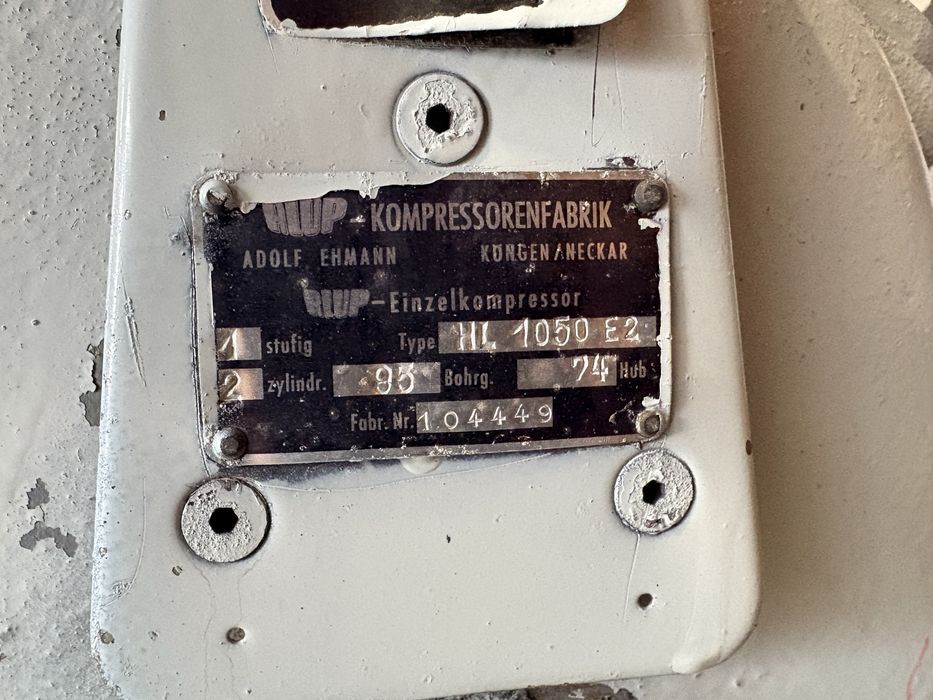 ALUP-KOMPRESSORENFABRIK
ADOLF EHMANN KÖNGEN/NECKAR
ALUP-Einzelkompressor
1 stufig Type HL 1050 E2
2 zylindr. 95 Bohrg. 74 Hub
Fabr. Nr. 104449